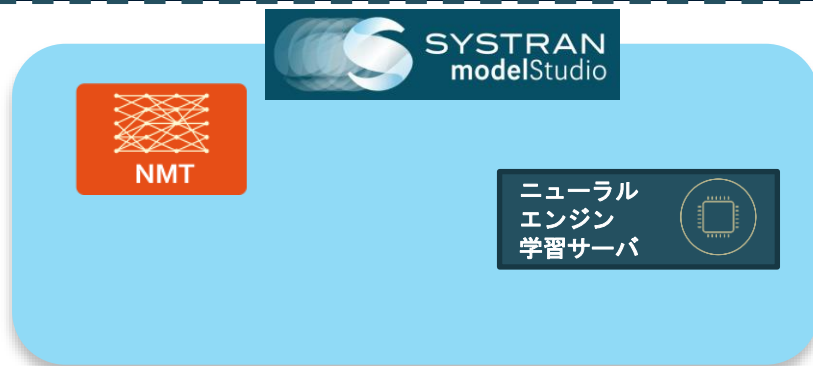 SYSTRAN
modelStudio
NMT
ニューラル
エンジン
学習サーバ